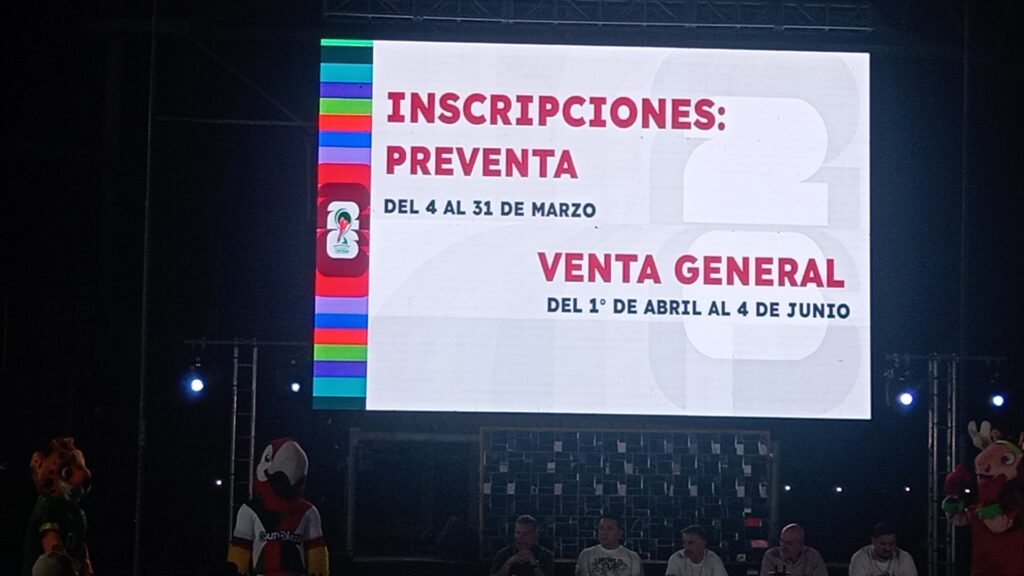 INSCRIPCIONES:
PREVENTA
DEL 4 AL 31 DE MARZO
VENTA GENERAL
DEL 1° DE ABRIL AL 4 DE JUNIO